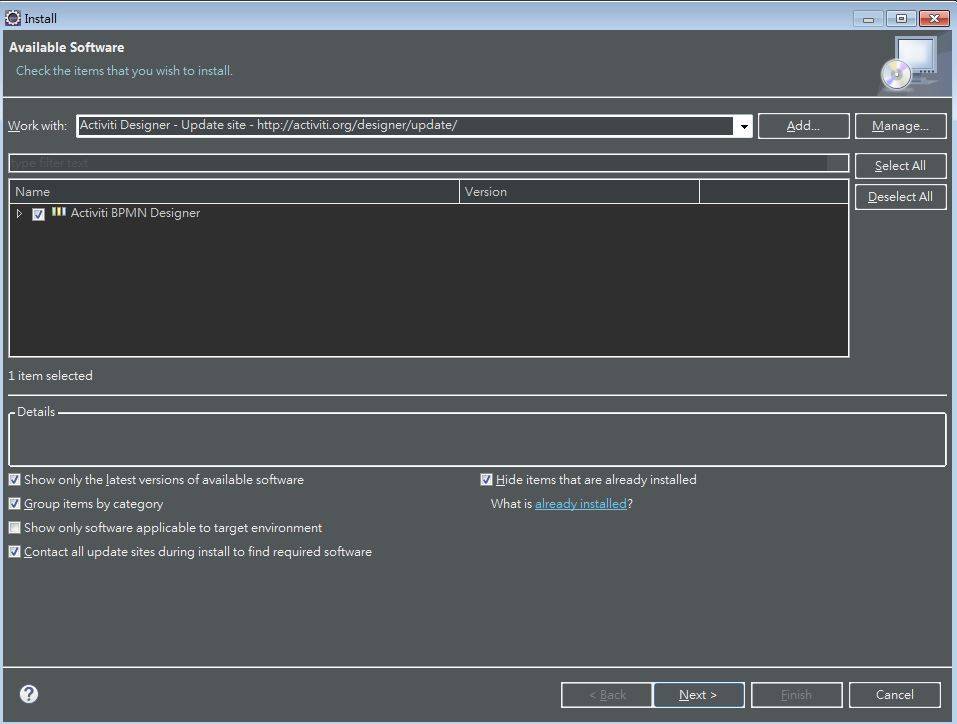 Install
Available Software
Check the items that you wish to install.
Work with: Activiti Designer - Update site - http://activiti.org/designer/update/ Add... Manage...
type filter text
Select All
Name Version
Deselect All
Activiti BPMN Designer
1 item selected
Details
Show only the latest versions of available software Hide items that are already installed
Group items by category What is already installed?
Show only software applicable to target environment
Contact all update sites during install to find required software
? < Back Next > Finish Cancel